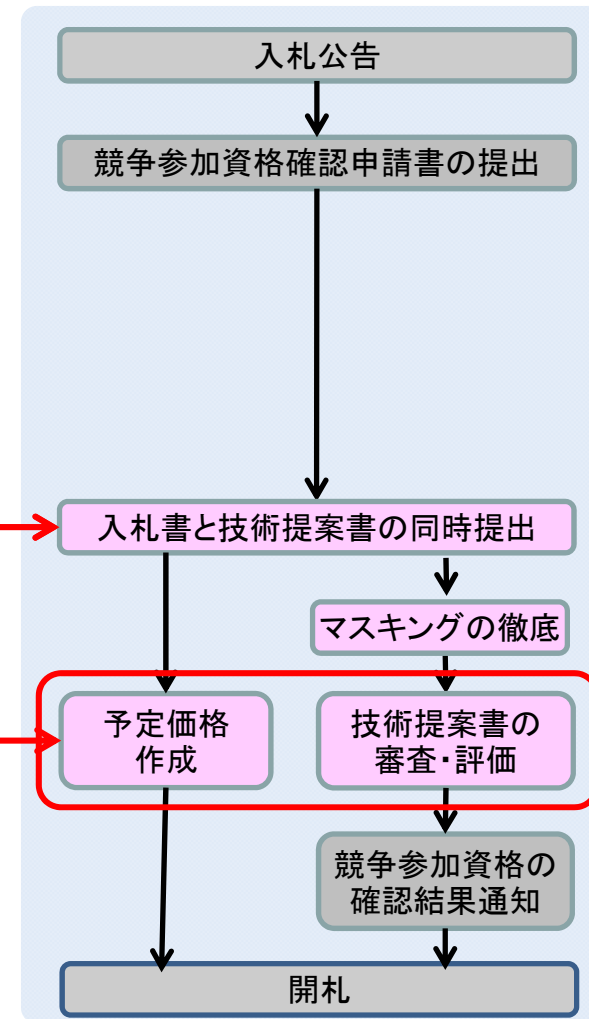 入札公告
競争参加資格確認申請書の提出
入札書と技術提案書の同時提出
マスキングの徹底
予定価格
作成
技術提案書の
審査・評価
競争参加資格の
確認結果通知
開札